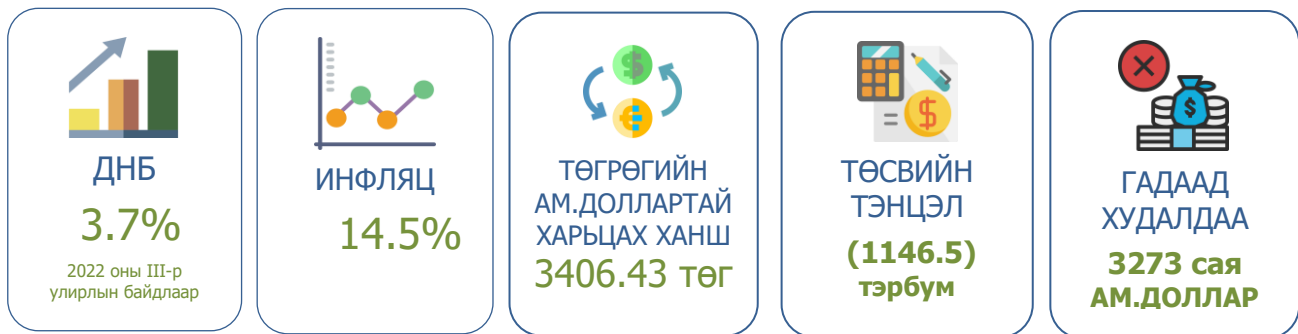 ДНБ
3.7%
2022 оны III-р
улирлын байдлаар
ИНФЛЯЦ
14.5%
ТӨГРӨГИЙН
АМ.ДОЛЛАРТАЙ
ХАРЬЦАХ ХАНШ
3406.43 төг
ТӨСВИЙН
ТЭНЦЭЛ
(1146.5)
тэрбум
ГАДААД
ХУДАЛДАА
3273 сая
АМ.ДОЛЛАР